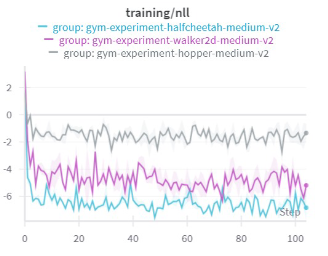 training/nll
group: gym-experiment-halfcheetah-medium-v2
group: gym-experiment-walker2d-medium-v2
group: gym-experiment-hopper-medium-v2
2
0
-2
-4
-6
Step
0 20 40 60 80 100